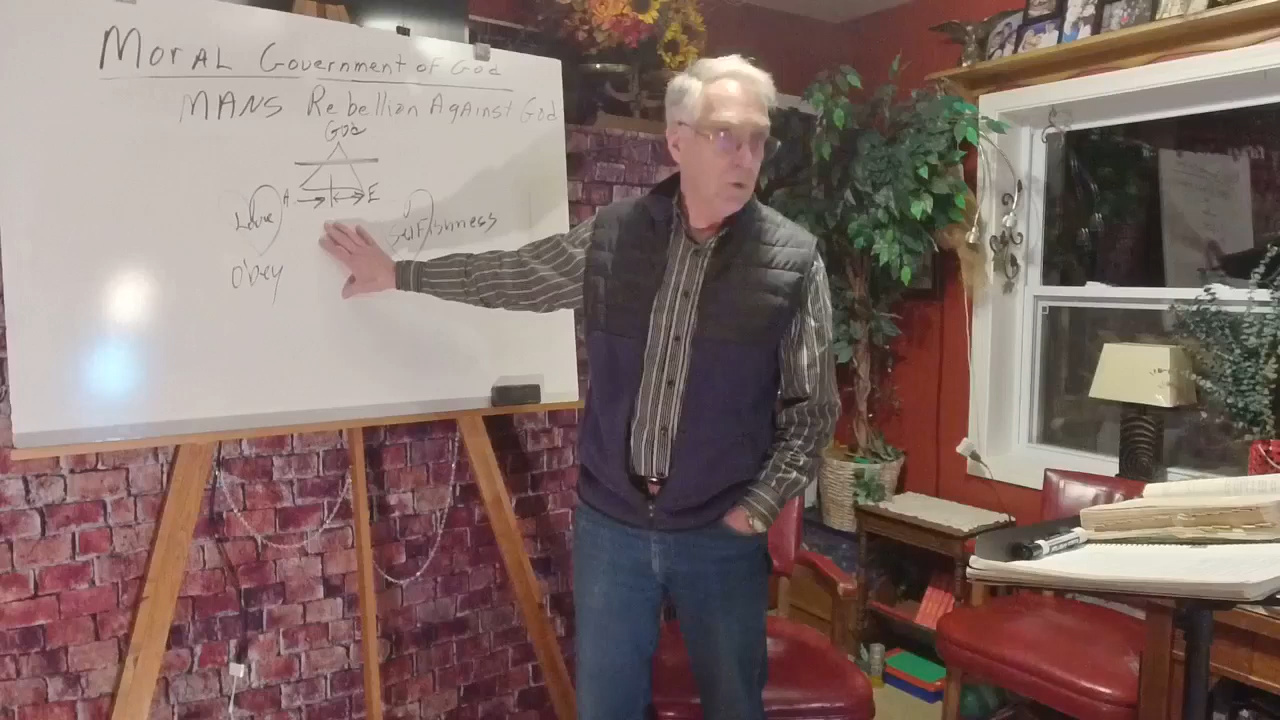 Moral Government of God
MANS Rebellion Against God
God
A E
Love Selfishness
Obey